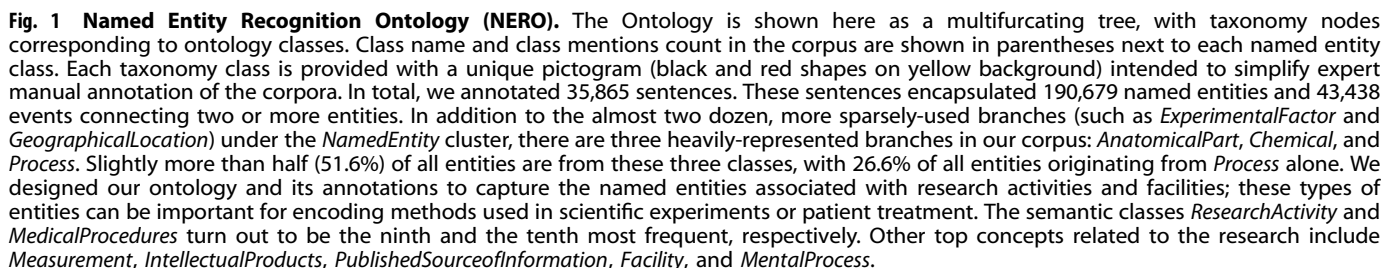 Fig. 1 Named Entity Recognition Ontology (NERO). The Ontology is shown here as a multifurcating tree, with taxonomy nodes
corresponding to ontology classes. Class name and class mentions count in the corpus are shown in parentheses next to each named entity
class. Each taxonomy class is provided with a unique pictogram (black and red shapes on yellow background) intended to simplify expert
manual annotation of the corpora. In total, we annotated 35,865 sentences. These sentences encapsulated 190,679 named entities and 43,438
events connecting two or more entities. In addition to the almost two dozen, more sparsely-used branches (such as ExperimentalFactor and
GeographicalLocation) under the NamedEntity cluster, there are three heavily-represented branches in our corpus: AnatomicalPart, Chemical, and
Process. Slightly more than half (51.6%) of all entities are from these three classes, with 26.6% of all entities originating from Process alone. We
designed our ontology and its annotations to capture the named entities associated with research activities and facilities; these types of
entities can be important for encoding methods used in scientific experiments or patient treatment. The semantic classes ResearchActivity and
MedicalProcedures turn out to be the ninth and the tenth most frequent, respectively. Other top concepts related to the research include
Measurement, IntellectualProducts, PublishedSourceofInformation, Facility, and MentalProcess.